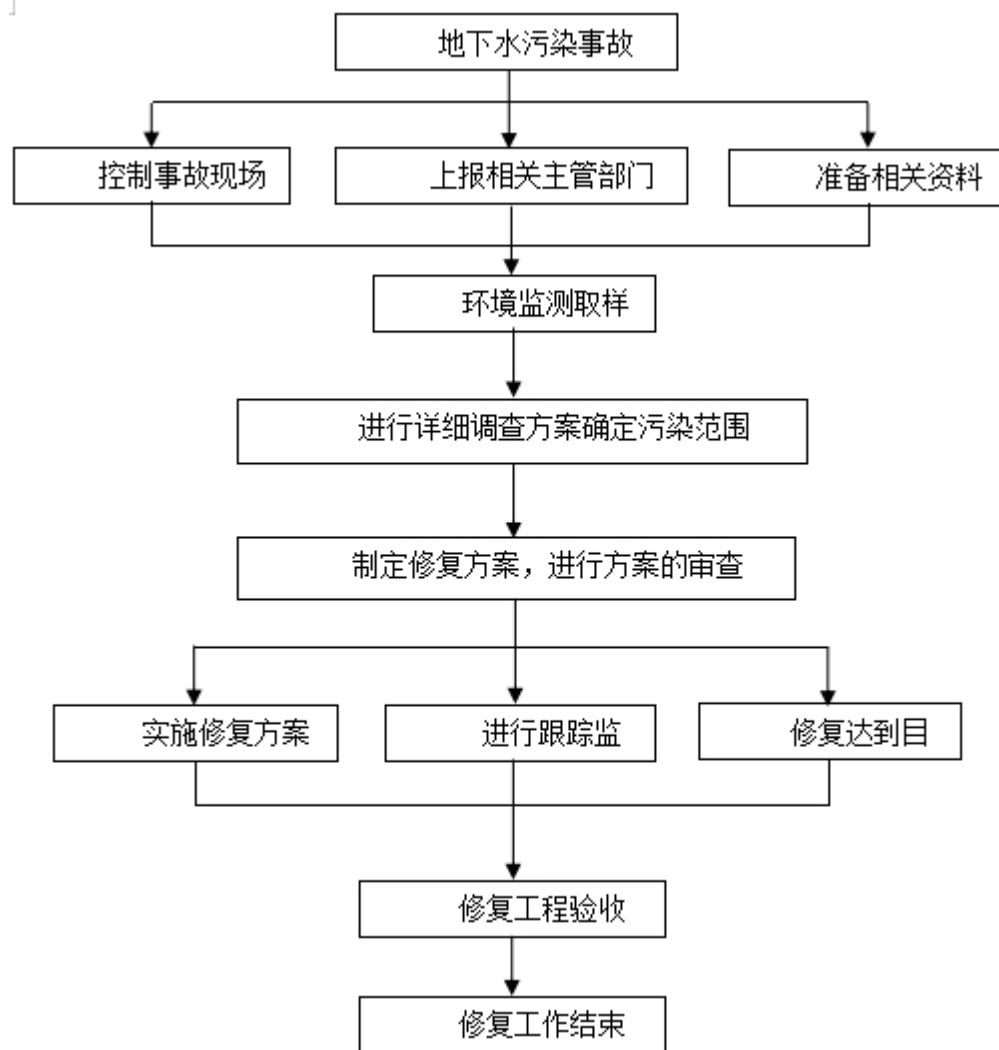 地下水污染事故
控制事故现场
上报相关主管部门
准备相关资料
环境监测取样
进行详细调查方案确定污染范围
制定修复方案，进行方案的审查
实施修复方案
进行跟踪监
修复达到目
修复工程验收
修复工作结束